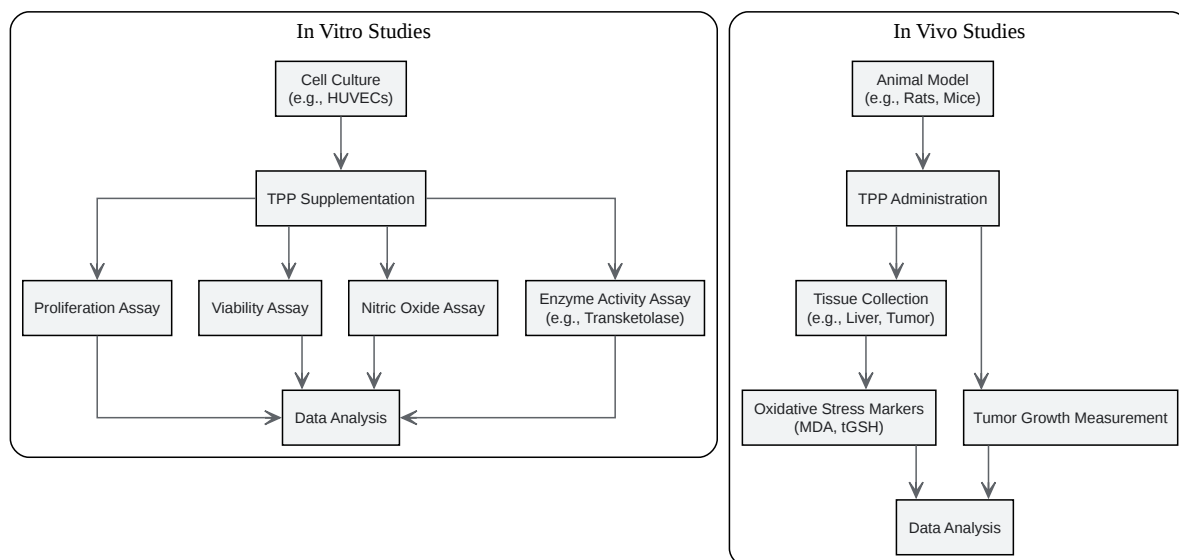 In Vitro Studies
Cell Culture
(e.g., HUVECs)
TPP Supplementation
Proliferation Assay
Viability Assay
Nitric Oxide Assay
Enzyme Activity Assay
(e.g., Transketolase)
Data Analysis
In Vivo Studies
Animal Model
(e.g., Rats, Mice)
TPP Administration
Tissue Collection
(e.g., Liver, Tumor)
Oxidative Stress Markers
(MDA, tGSH)
Tumor Growth Measurement
Data Analysis